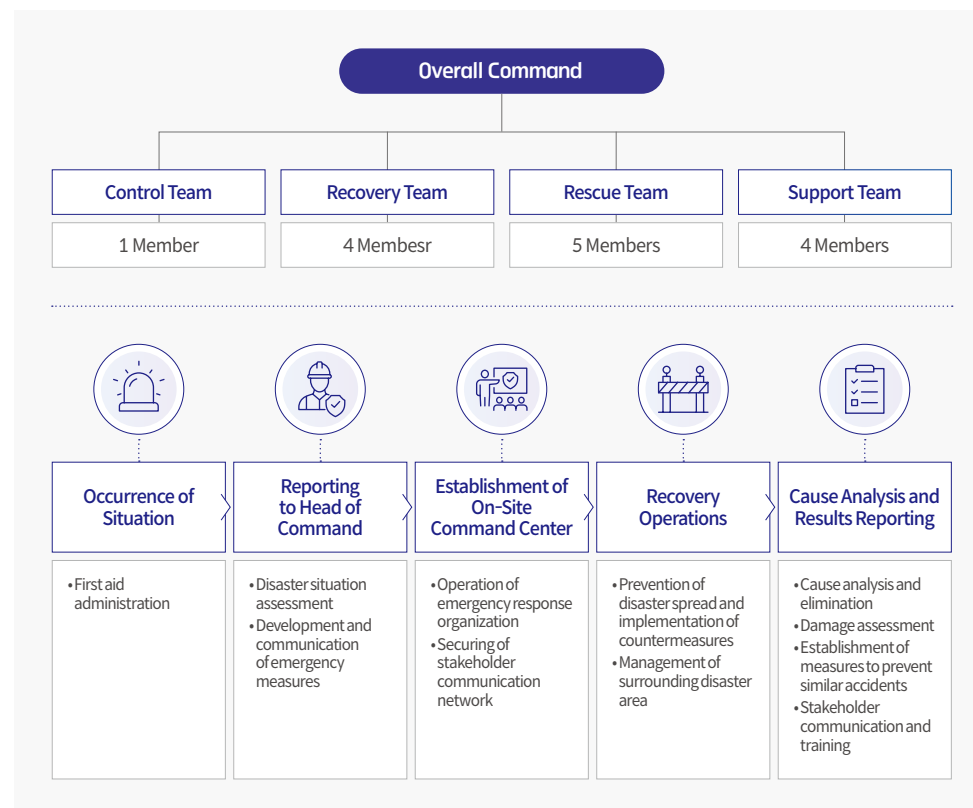 Overall Command
Control Team
Recovery Team
Rescue Team
Support Team
1 Member
4 Membesr
5 Members
4 Members
Occurrence of
Situation
Reporting
to Head of
Command
Establishment of
On-Site
Command Center
Recovery
Operations
Cause Analysis and
Results Reporting
• First aid
administration
• Disaster situation
assessment
• Development and
communication
of emergency
measures
• Operation of
emergency response
organization
• Securing of
stakeholder
communication
network
• Prevention of
disaster spread and
implementation of
countermeasures
• Management of
surrounding disaster
area
• Cause analysis and
elimination
• Damage assessment
• Establishment of
measures to prevent
similar accidents
• Stakeholder
communication and
training